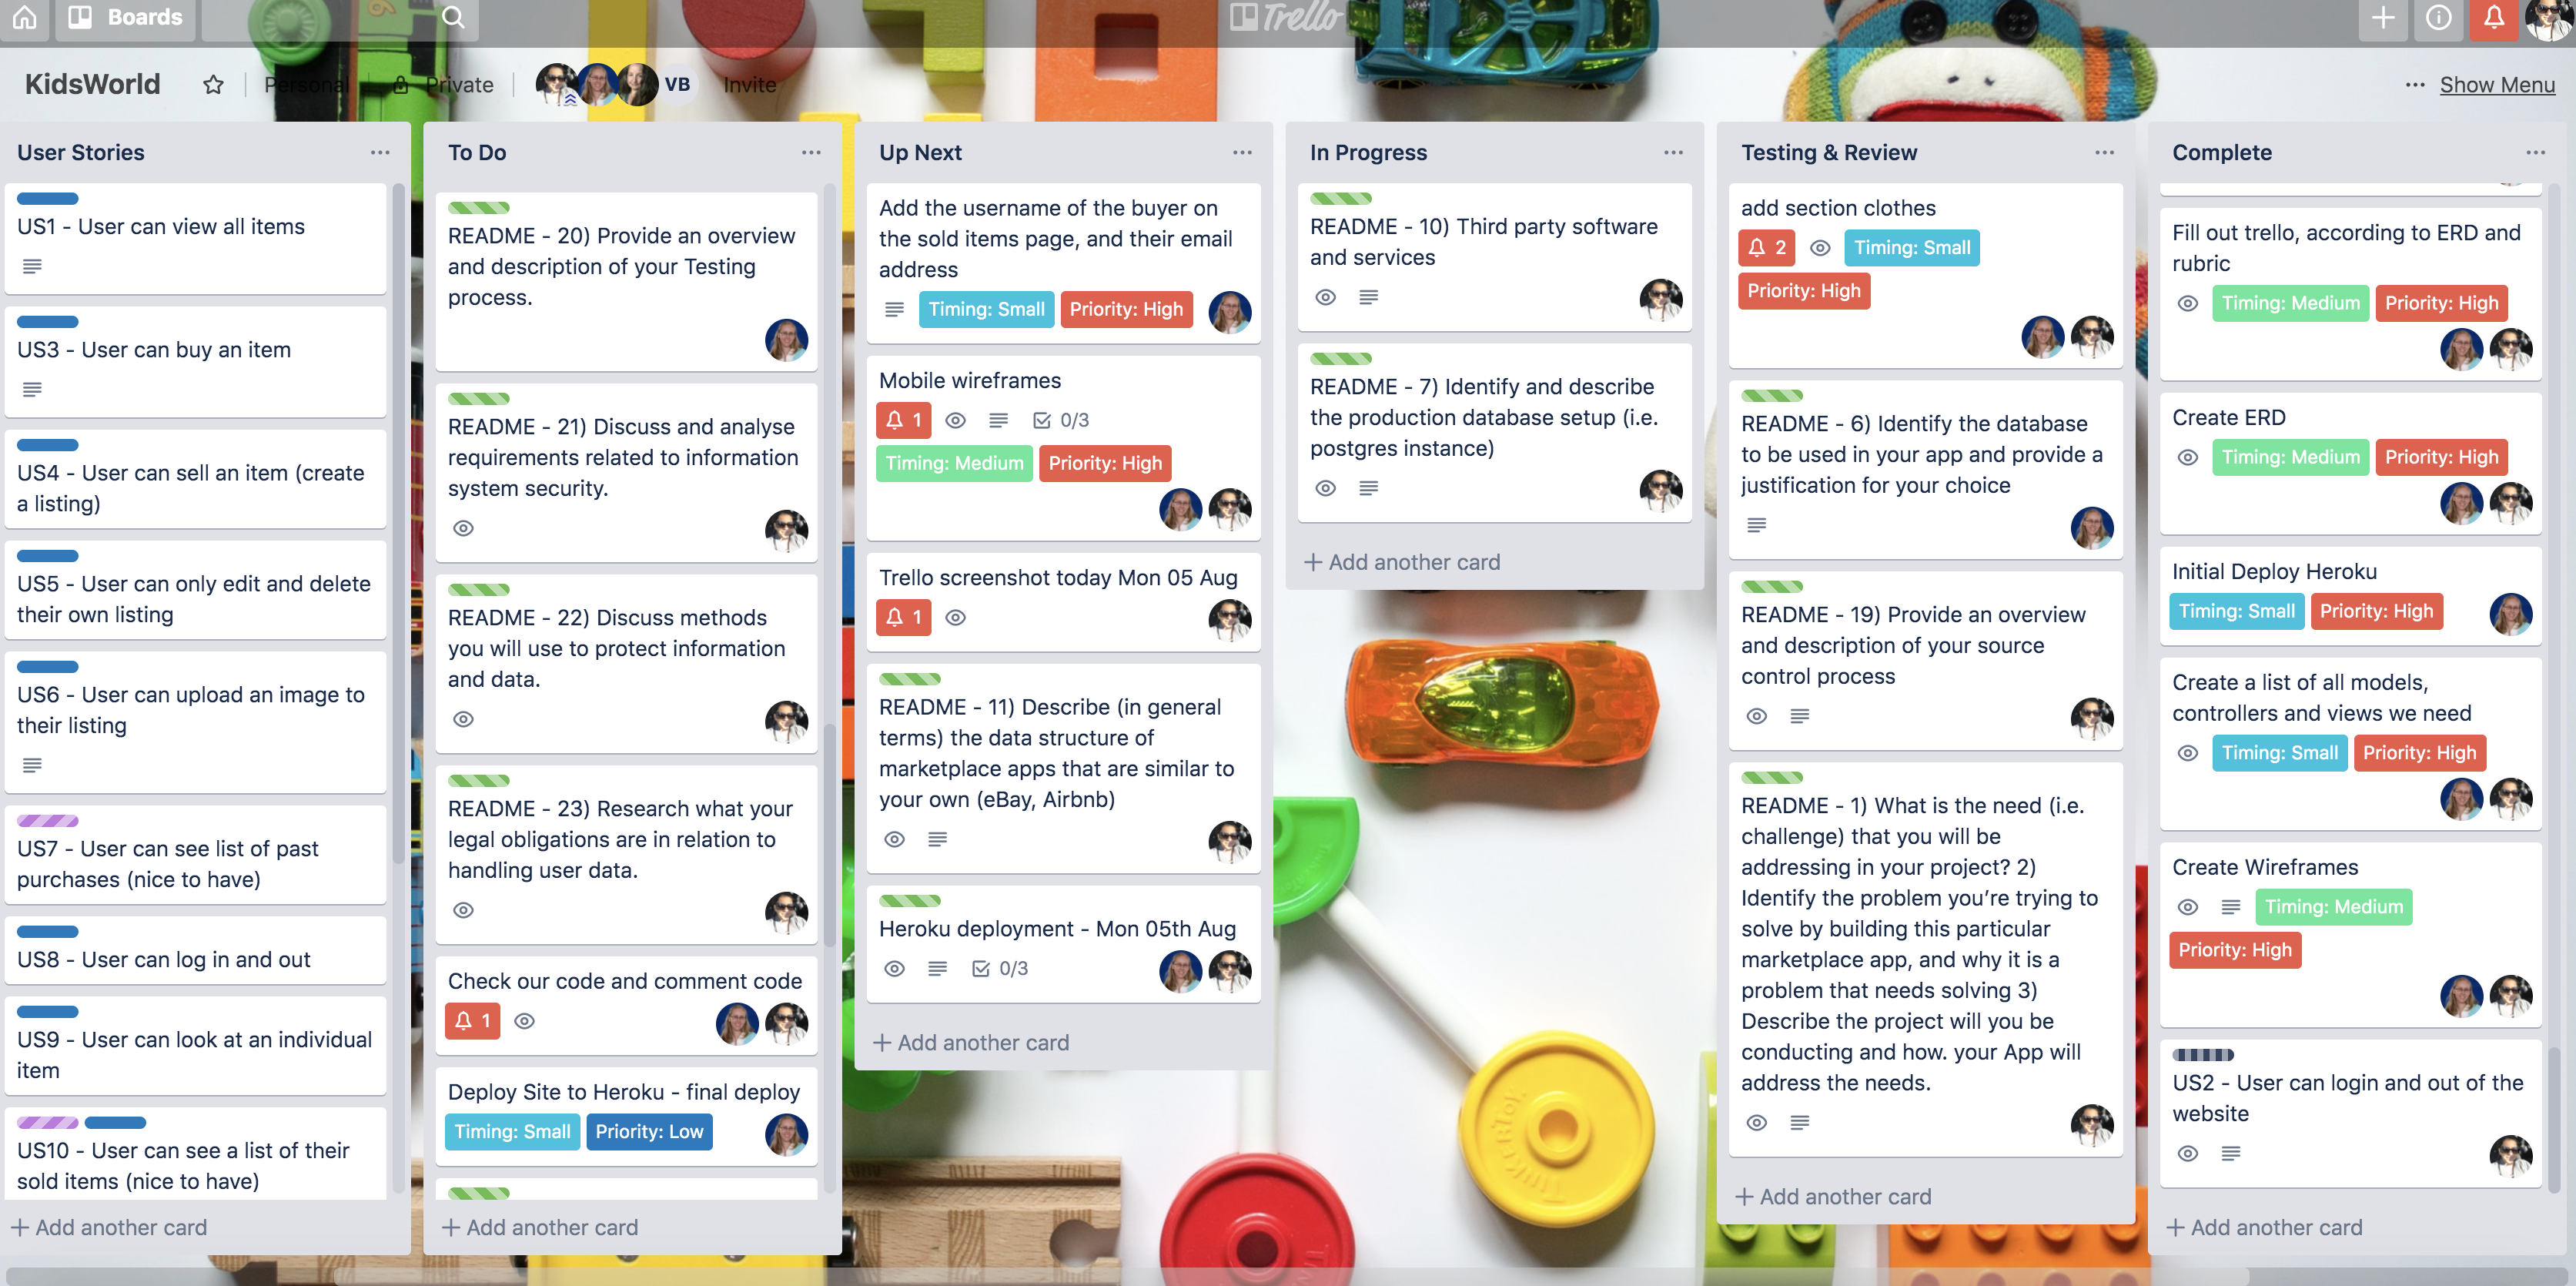 Boards
Trello
KidsWorld
Personal
Private
VB
Invite
Show Menu
User Stories
US1 - User can view all items
US3 - User can buy an item
US4 - User can sell an item (create
a listing)
US5 - User can only edit and delete
their own listing
US6 - User can upload an image to
their listing
US7 - User can see list of past
purchases (nice to have)
US8 - User can log in and out
US9 - User can look at an individual
item
US10 - User can see a list of their
sold items (nice to have)
+ Add another card
To Do
README - 20) Provide an overview
and description of your Testing
process.
README - 21) Discuss and analyse
requirements related to information
system security.
README - 22) Discuss methods
you will use to protect information
and data.
README - 23) Research what your
legal obligations are in relation to
handling user data.
Check our code and comment code
1
Deploy Site to Heroku - final deploy
Timing: Small Priority: Low
+ Add another card
Up Next
Add the username of the buyer on
the sold items page, and their email
address
Timing: Small Priority: High
Mobile wireframes
1 0/3
Timing: Medium Priority: High
Trello screenshot today Mon 05 Aug
1
README - 11) Describe (in general
terms) the data structure of
marketplace apps that are similar to
your own (eBay, Airbnb)
Heroku deployment - Mon 05th Aug
0/3
+ Add another card
In Progress
README - 10) Third party software
and services
README - 7) Identify and describe
the production database setup (i.e.
postgres instance)
+ Add another card
Testing & Review
add section clothes
2 Timing: Small
Priority: High
README - 6) Identify the database
to be used in your app and provide a
justification for your choice
README - 19) Provide an overview
and description of your source
control process
README - 1) What is the need (i.e.
challenge) that you will be
addressing in your project? 2)
Identify the problem you’re trying to
solve by building this particular
marketplace app, and why it is a
problem that needs solving 3)
Describe the project will you be
conducting and how. your App will
address the needs.
+ Add another card
Complete
Fill out trello, according to ERD and
rubric
Timing: Medium Priority: High
Create ERD
Timing: Medium Priority: High
Initial Deploy Heroku
Timing: Small Priority: High
Create a list of all models,
controllers and views we need
Timing: Small Priority: High
Create Wireframes
Timing: Medium
Priority: High
US2 - User can login and out of the
website
+ Add another card